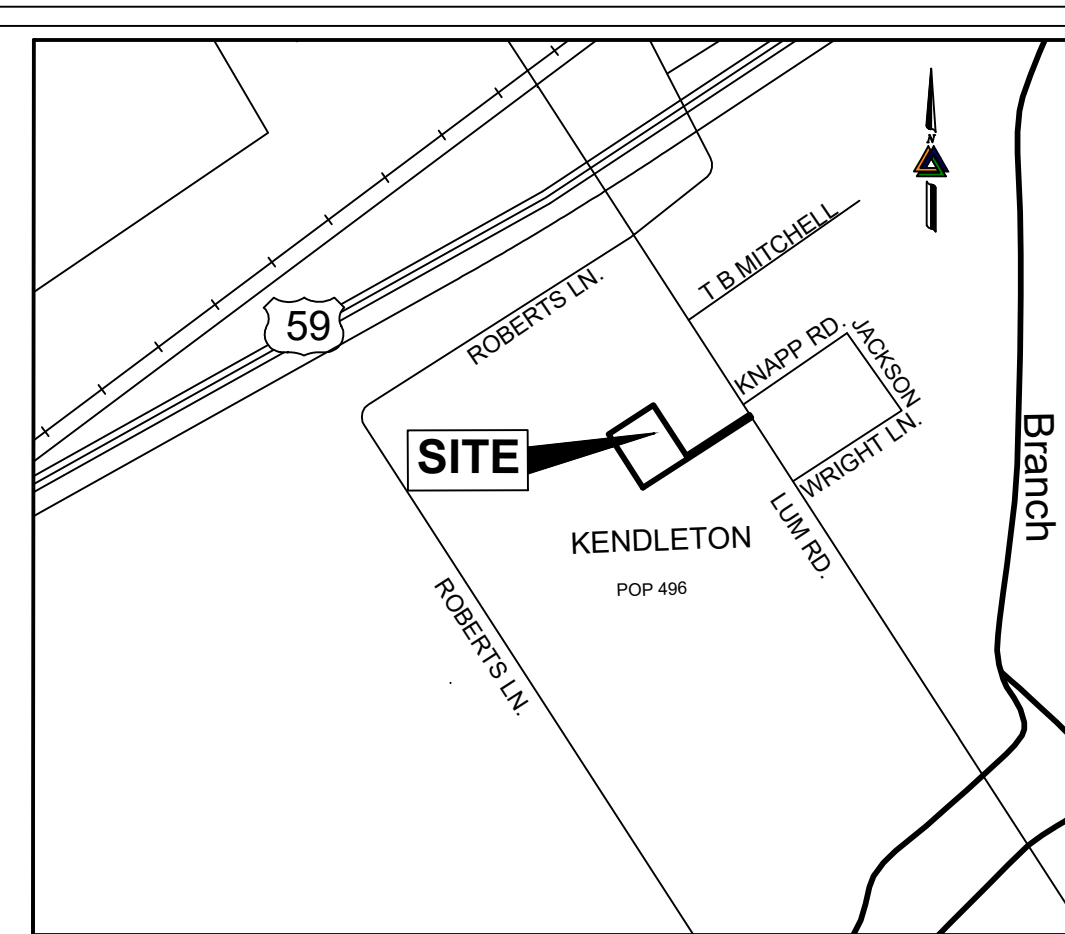 N
T B MITCHELL
ROBERTS LN.
59
KNAPP RD.
JACKSON
SITE
WRIGHT LN.
Branch
LUM RD.
KENDLETON
POP 496
ROBERTS LN.